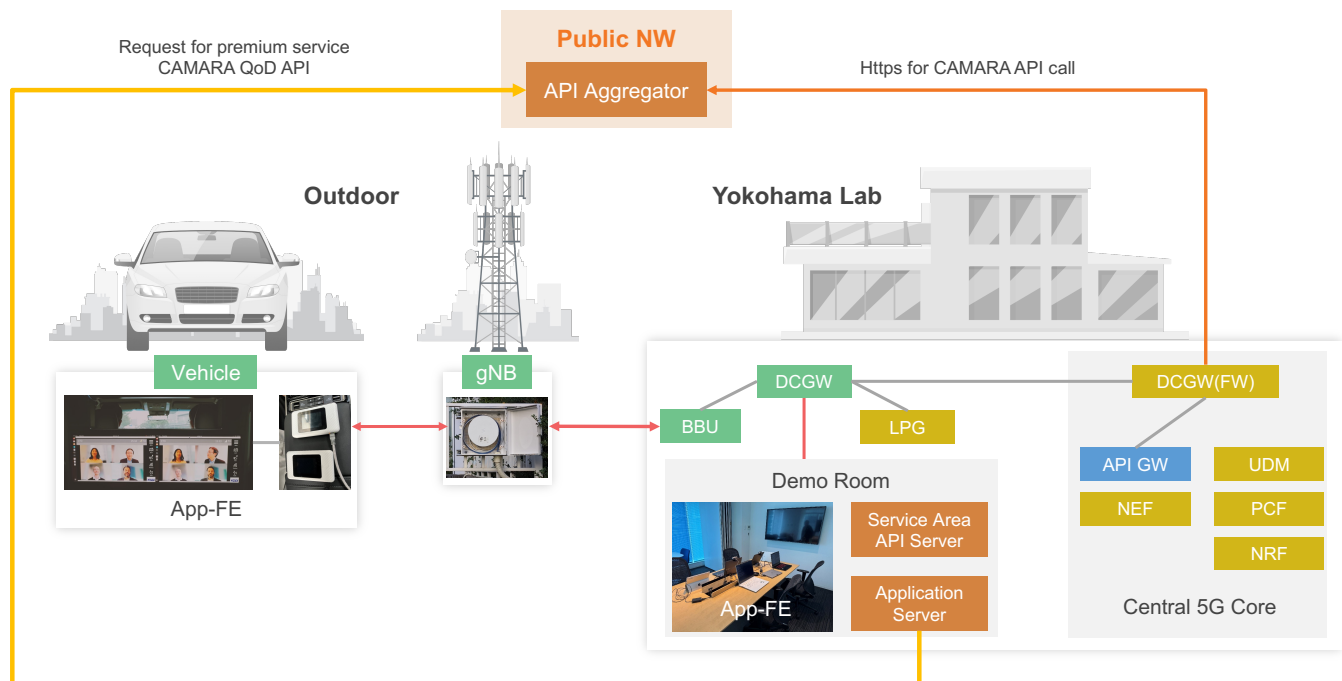 Request for premium service
CAMARA QoD API
Public NW
API Aggregator
Https for CAMARA API call
Outdoor
Yokohama Lab
Vehicle
gNB
App-FE
DCGW
DCGW(FW)
BBU
LPG
Demo Room
App-FE
Service Area
API Server
Application
Server
API GW
UDM
NEF
PCF
NRF
Central 5G Core